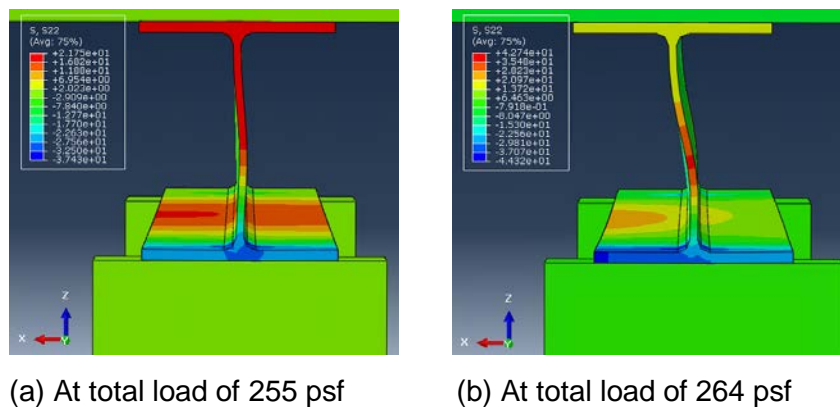 S, S22
(Avg: 75%)
+2.175e+01
+1.682e+01
+1.188e+01
+6.954e+00
+2.023e+00
-2.909e+00
-7.840e+00
-1.277e+01
-1.770e+01
-2.263e+01
-2.756e+01
-3.250e+01
-3.743e+01
Z
X
Y
(a) At total load of 255 psf
S, S22
(Avg: 75%)
+4.274e+01
+3.548e+01
+2.823e+01
+2.097e+01
+1.372e+01
+6.463e+00
-7.918e-01
-8.047e+00
-1.530e+01
-2.256e+01
-2.981e+01
-3.707e+01
-4.432e+01
Z
X
Y
(b) At total load of 264 psf